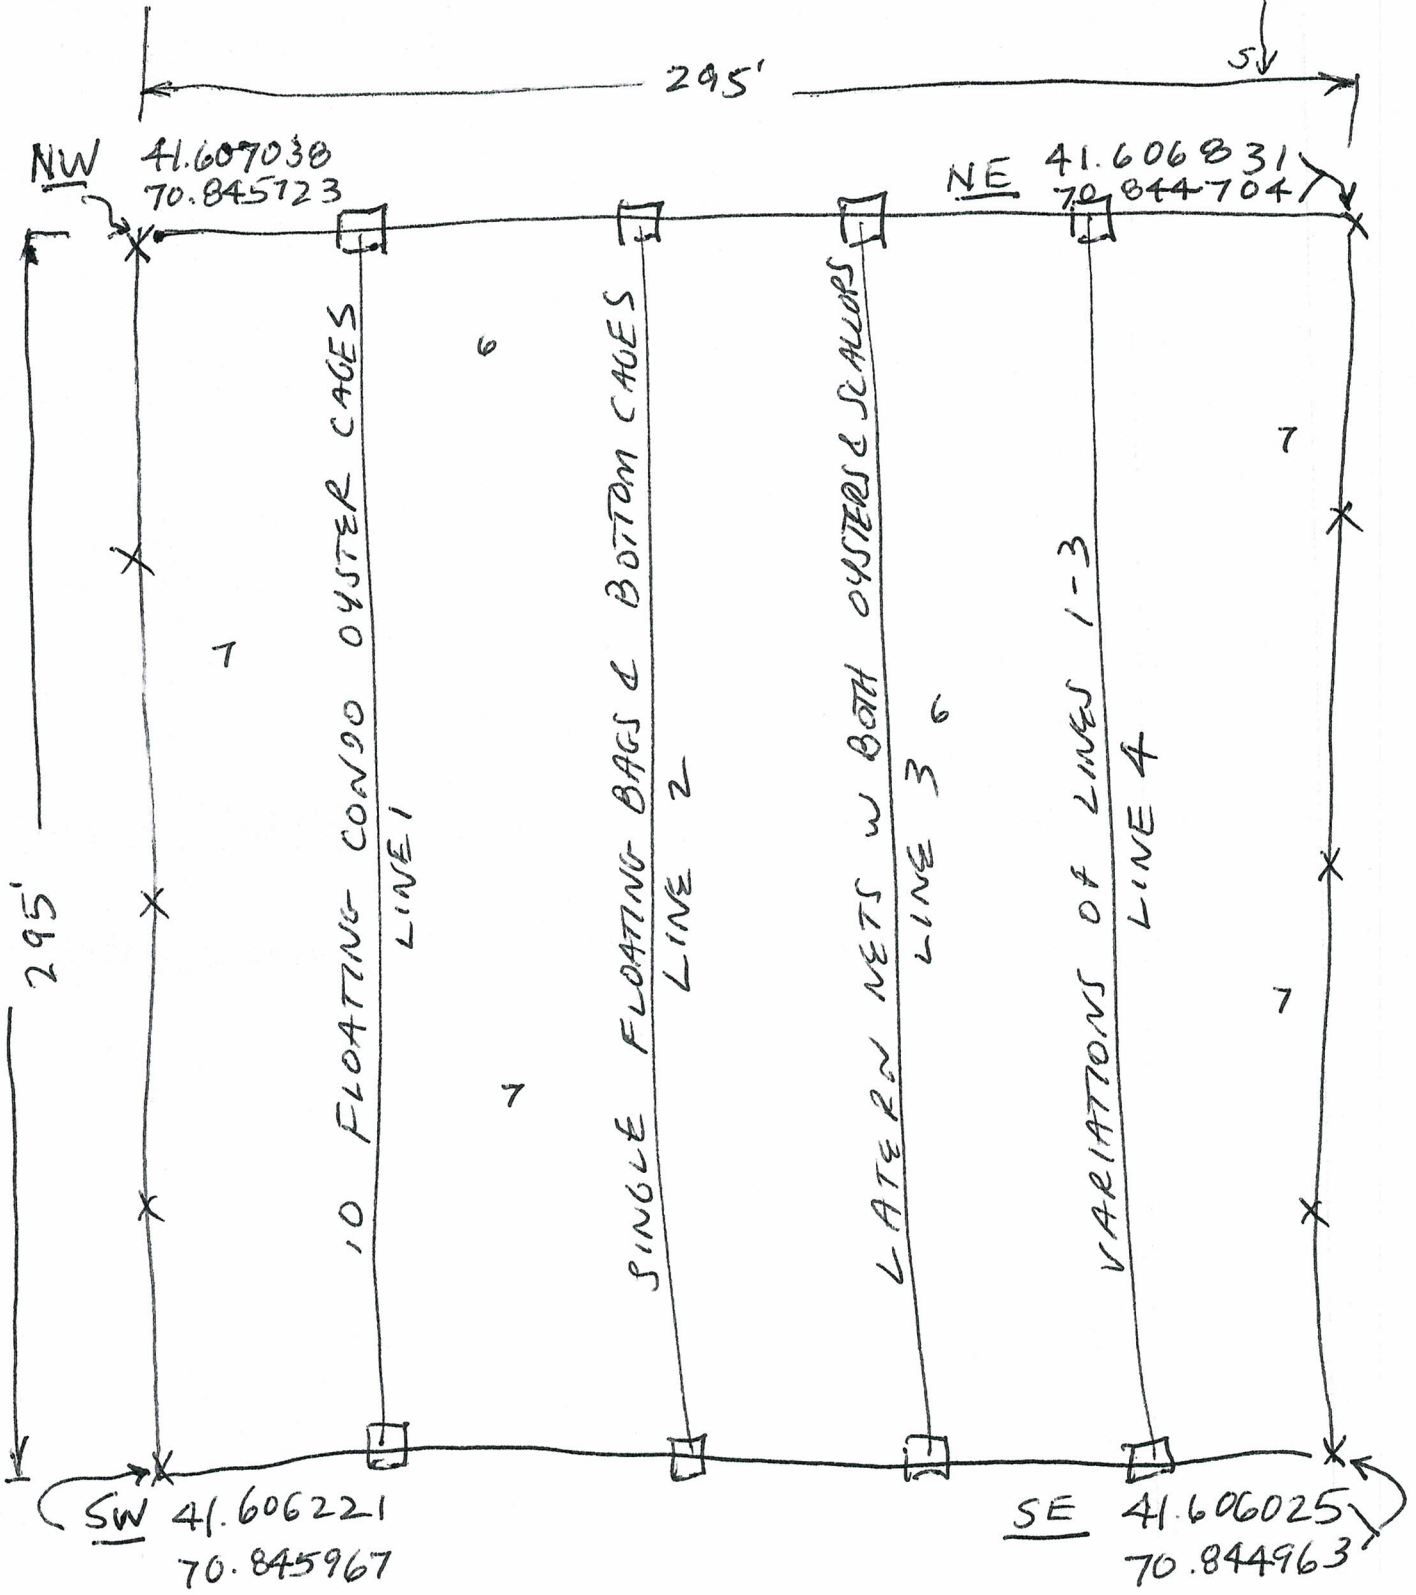 295'
5
NW 41.607038
70.845723
NE 41.606831
70.844704
295'
10 FLOATING CONDO OYSTER CAGES
LINE 1
SINGLE FLOATING BAGS & BOTTOM CAGES
LINE 2
LATERN NETS W BOTH OYSTERS & SCALLOPS
LINE 3
VARIATIONS OF LINES 1-3
LINE 4
6
7
7
6
7
7
SW 41.606221
70.845967
SE 41.606025
70.844963